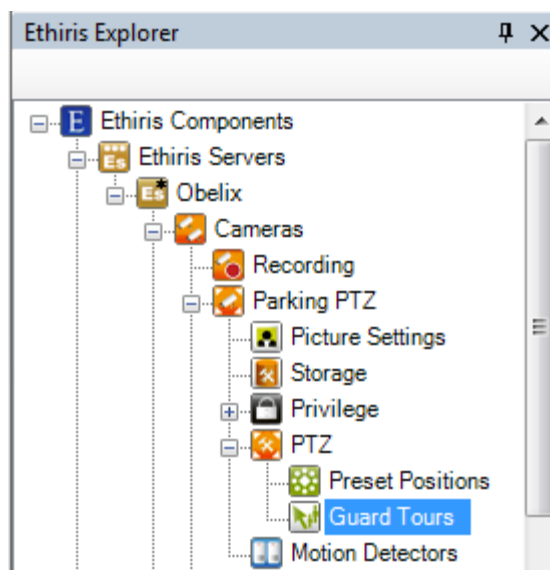 Ethiris Explorer
Ethiris Components
Ethiris Servers
Obelix
Cameras
Recording
Parking PTZ
Picture Settings
Storage
Privilege
PTZ
Preset Positions
Guard Tours
Motion Detectors